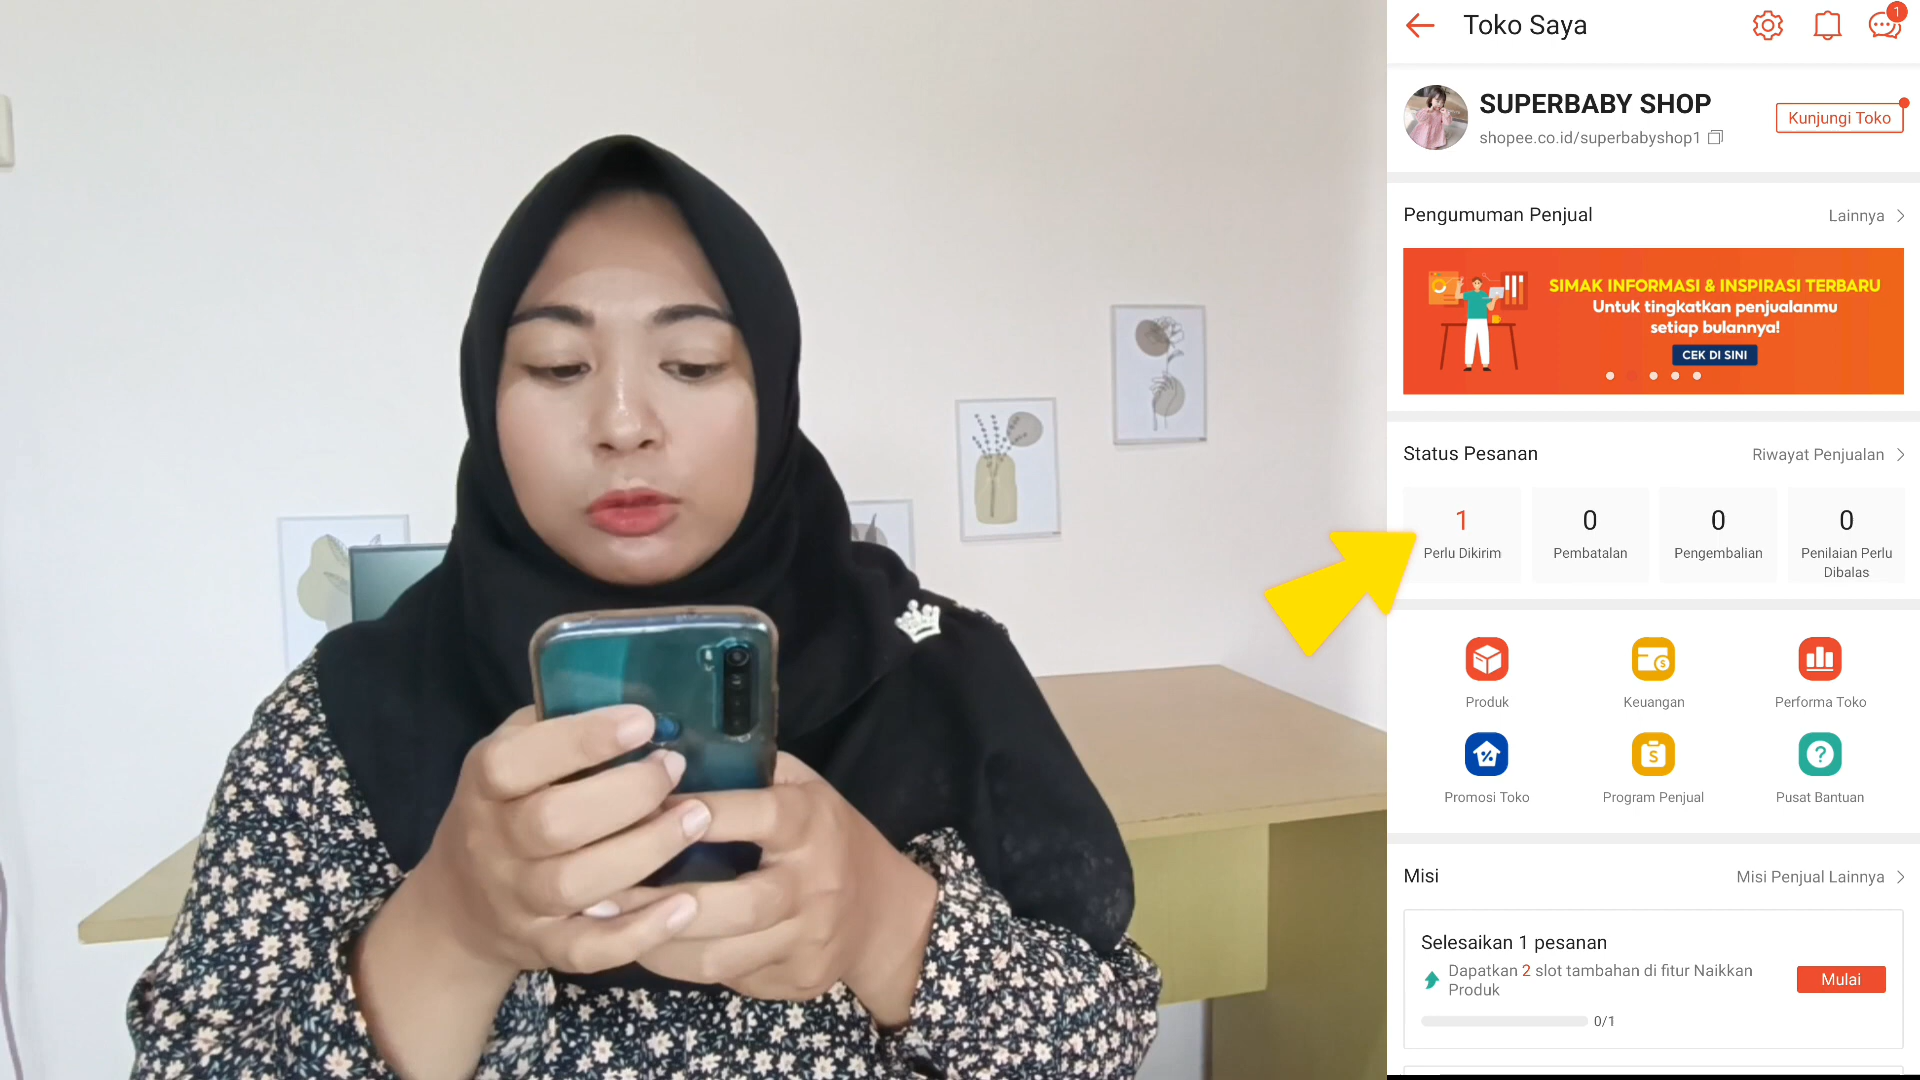 Toko Saya
1
SUPERBABY SHOP
shopee.co.id/superbabyshop1
Kunjungi Toko
Pengumuman Penjual
Lainnya
SIMAK INFORMASI & INSPIRASI TERBARU
Untuk tingkatkan penjualanmu
setiap bulannya!
CEK DI SINI
Status Pesanan
Riwayat Penjualan
1
Perlu Dikirim
0
Pembatalan
0
Pengembalian
0
Penilaian Perlu
Dibalas
Produk
Keuangan
Performa Toko
Promosi Toko
Program Penjual
Pusat Bantuan
Misi
Misi Penjual Lainnya
Selesaikan 1 pesanan
Dapatkan 2 slot tambahan di fitur Naikkan
Produk
Mulai
0/1